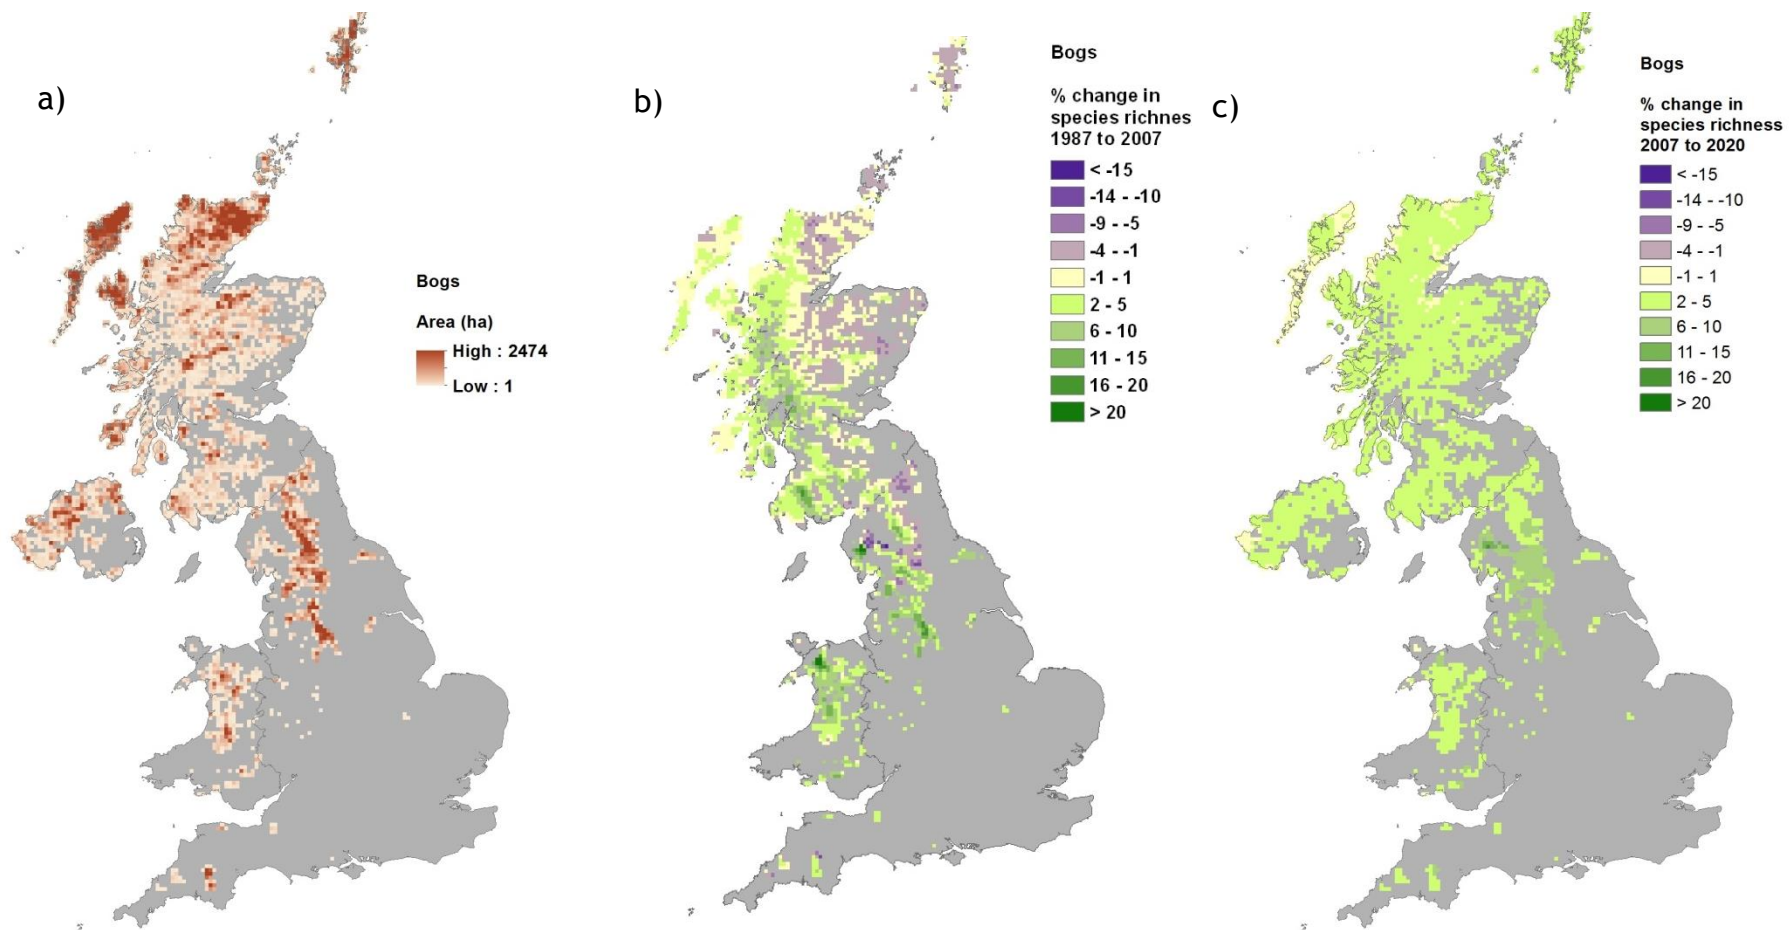 a)
Bogs
Area (ha)
High : 2474
Low : 1
b)
Bogs
% change in
species richnes
1987 to 2007
< -15
-14 - -10
-9 - -5
-4 - -1
-1 - 1
2 - 5
6 - 10
11 - 15
16 - 20
> 20
c)
Bogs
% change in
species richness
2007 to 2020
< -15
-14 - -10
-9 - -5
-4 - -1
-1 - 1
2 - 5
6 - 10
11 - 15
16 - 20
> 20